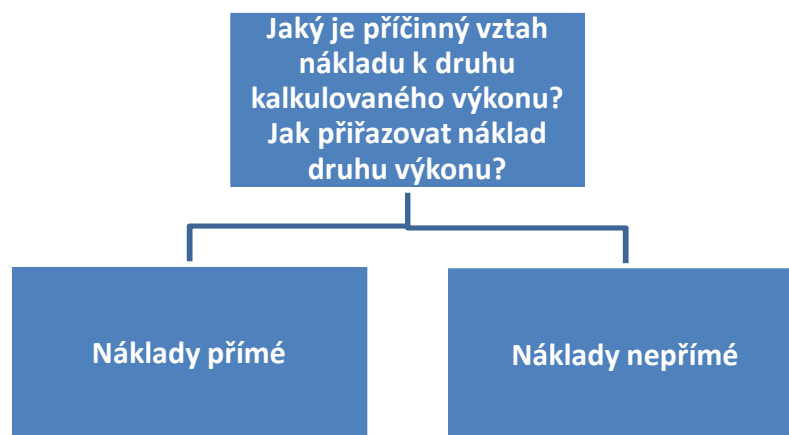 Jaký je příčinný vztah
nákladu k druhu
kalkulovaného výkonu?
Jak přiřazovat náklad
druhu výkonu?
Náklady přímé
Náklady nepřímé